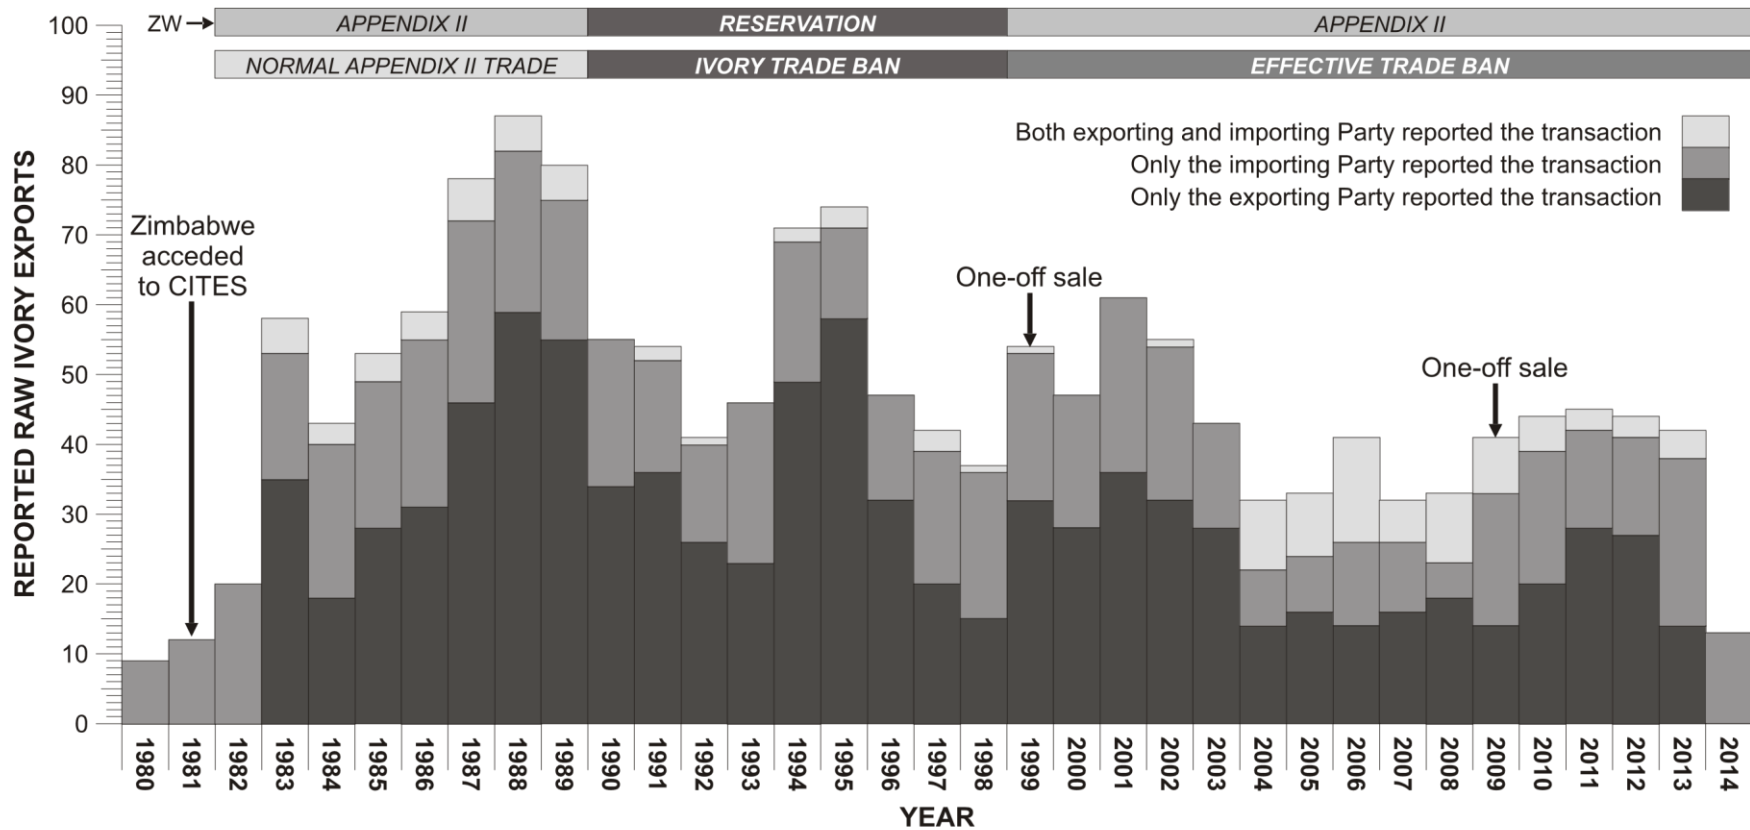 ZW
APPENDIX II
RESERVATION
APPENDIX II
NORMAL APPENDIX II TRADE
IVORY TRADE BAN
EFFECTIVE TRADE BAN
REPORTED RAW IVORY EXPORTS
100
90
80
70
60
50
40
30
20
10
0
Both exporting and importing Party reported the transaction
Only the importing Party reported the transaction
Only the exporting Party reported the transaction
Zimbabwe
acceded
to CITES
One-off sale
One-off sale
1980
1981
1982
1983
1984
1985
1986
1987
1988
1989
1990
1991
1992
1993
1994
1995
1996
1997
1998
1999
2000
2001
2002
2003
2004
2005
2006
2007
2008
2009
2010
2011
2012
2013
2014
YEAR